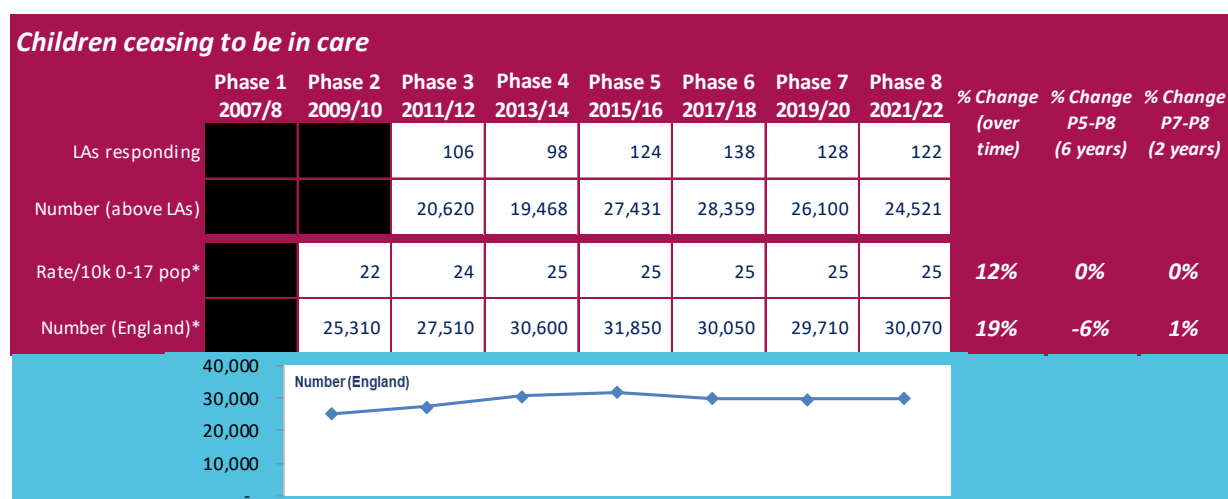 Children ceasing to be in care
Phase 1 Phase 2 Phase 3 Phase 4 Phase 5 Phase 6 Phase 7 Phase 8 % Change % Change % Change
2007/8 2009/10 2011/12 2013/14 2015/16 2017/18 2019/20 2021/22 (over P5-P8 P7-P8
LAs responding 106 98 124 138 128 122 time) (6 years) (2 years)
Number (above LAs) 20,620 19,468 27,431 28,359 26,100 24,521
Rate/10k 0-17 pop* 22 24 25 25 25 25 25 12% 0% 0%
Number (England)* 25,310 27,510 30,600 31,850 30,050 29,710 30,070 19% -6% 1%
40,000
Number (England)
30,000
20,000
10,000
-